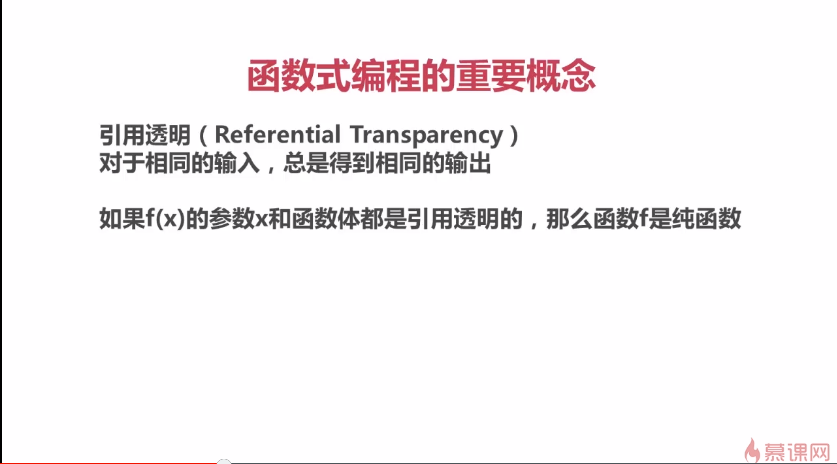 函数式编程的重要概念
引用透明（Referential Transparency）
对于相同的输入，总是得到相同的输出
如果f(x)的参数x和函数体都是引用透明的，那么函数f是纯函数
慕课网